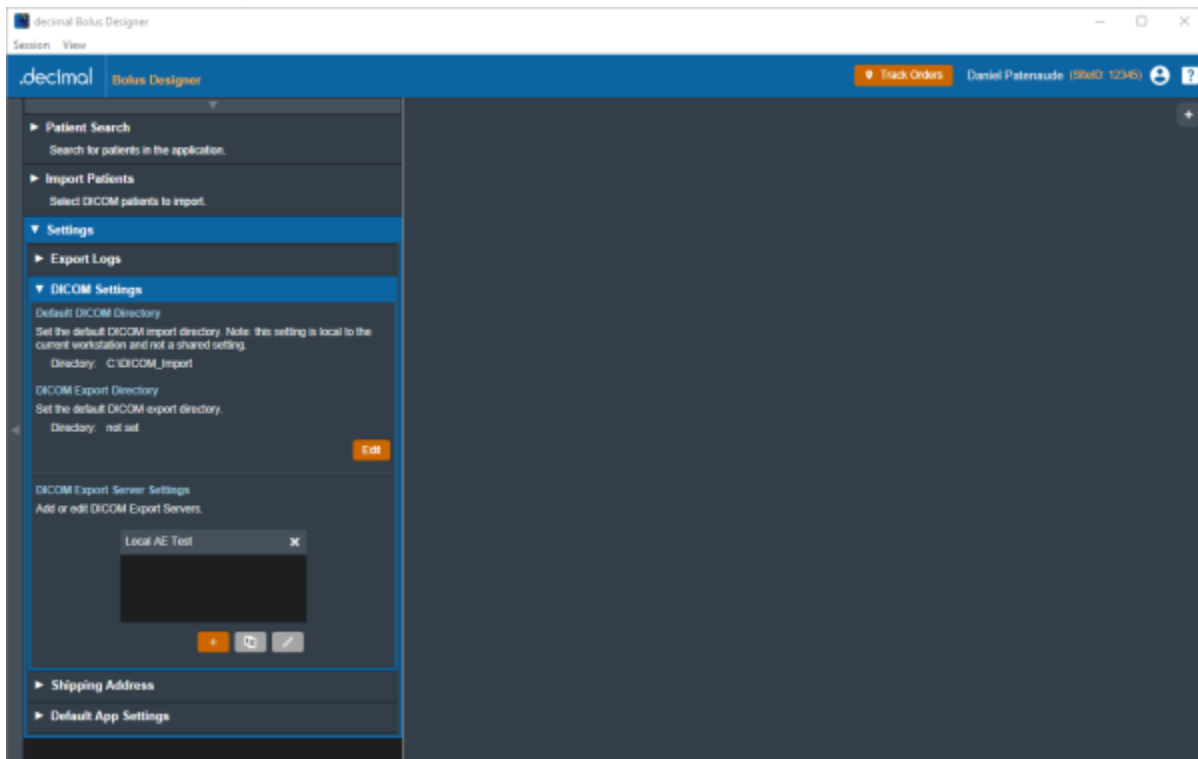 decimal Bolus Designer
Session View
.decimal Bolus Designer Track Orders Daniel Patenaude (SiteID: 12345) ?
Patient Search
Search for patients in the application.
Import Patients
Select DICOM patients to import.
Settings
Export Logs
DICOM Settings
Default DICOM Directory
Set the default DICOM import directory. Note: this setting is local to the
current workstation and not a shared setting.
Directory: C:\DICOM_Import
DICOM Export Directory
Set the default DICOM export directory.
Directory: not set
Edit
DICOM Export Server Settings
Add or edit DICOM Export Servers.
Local AE Test
Shipping Address
Default App Settings